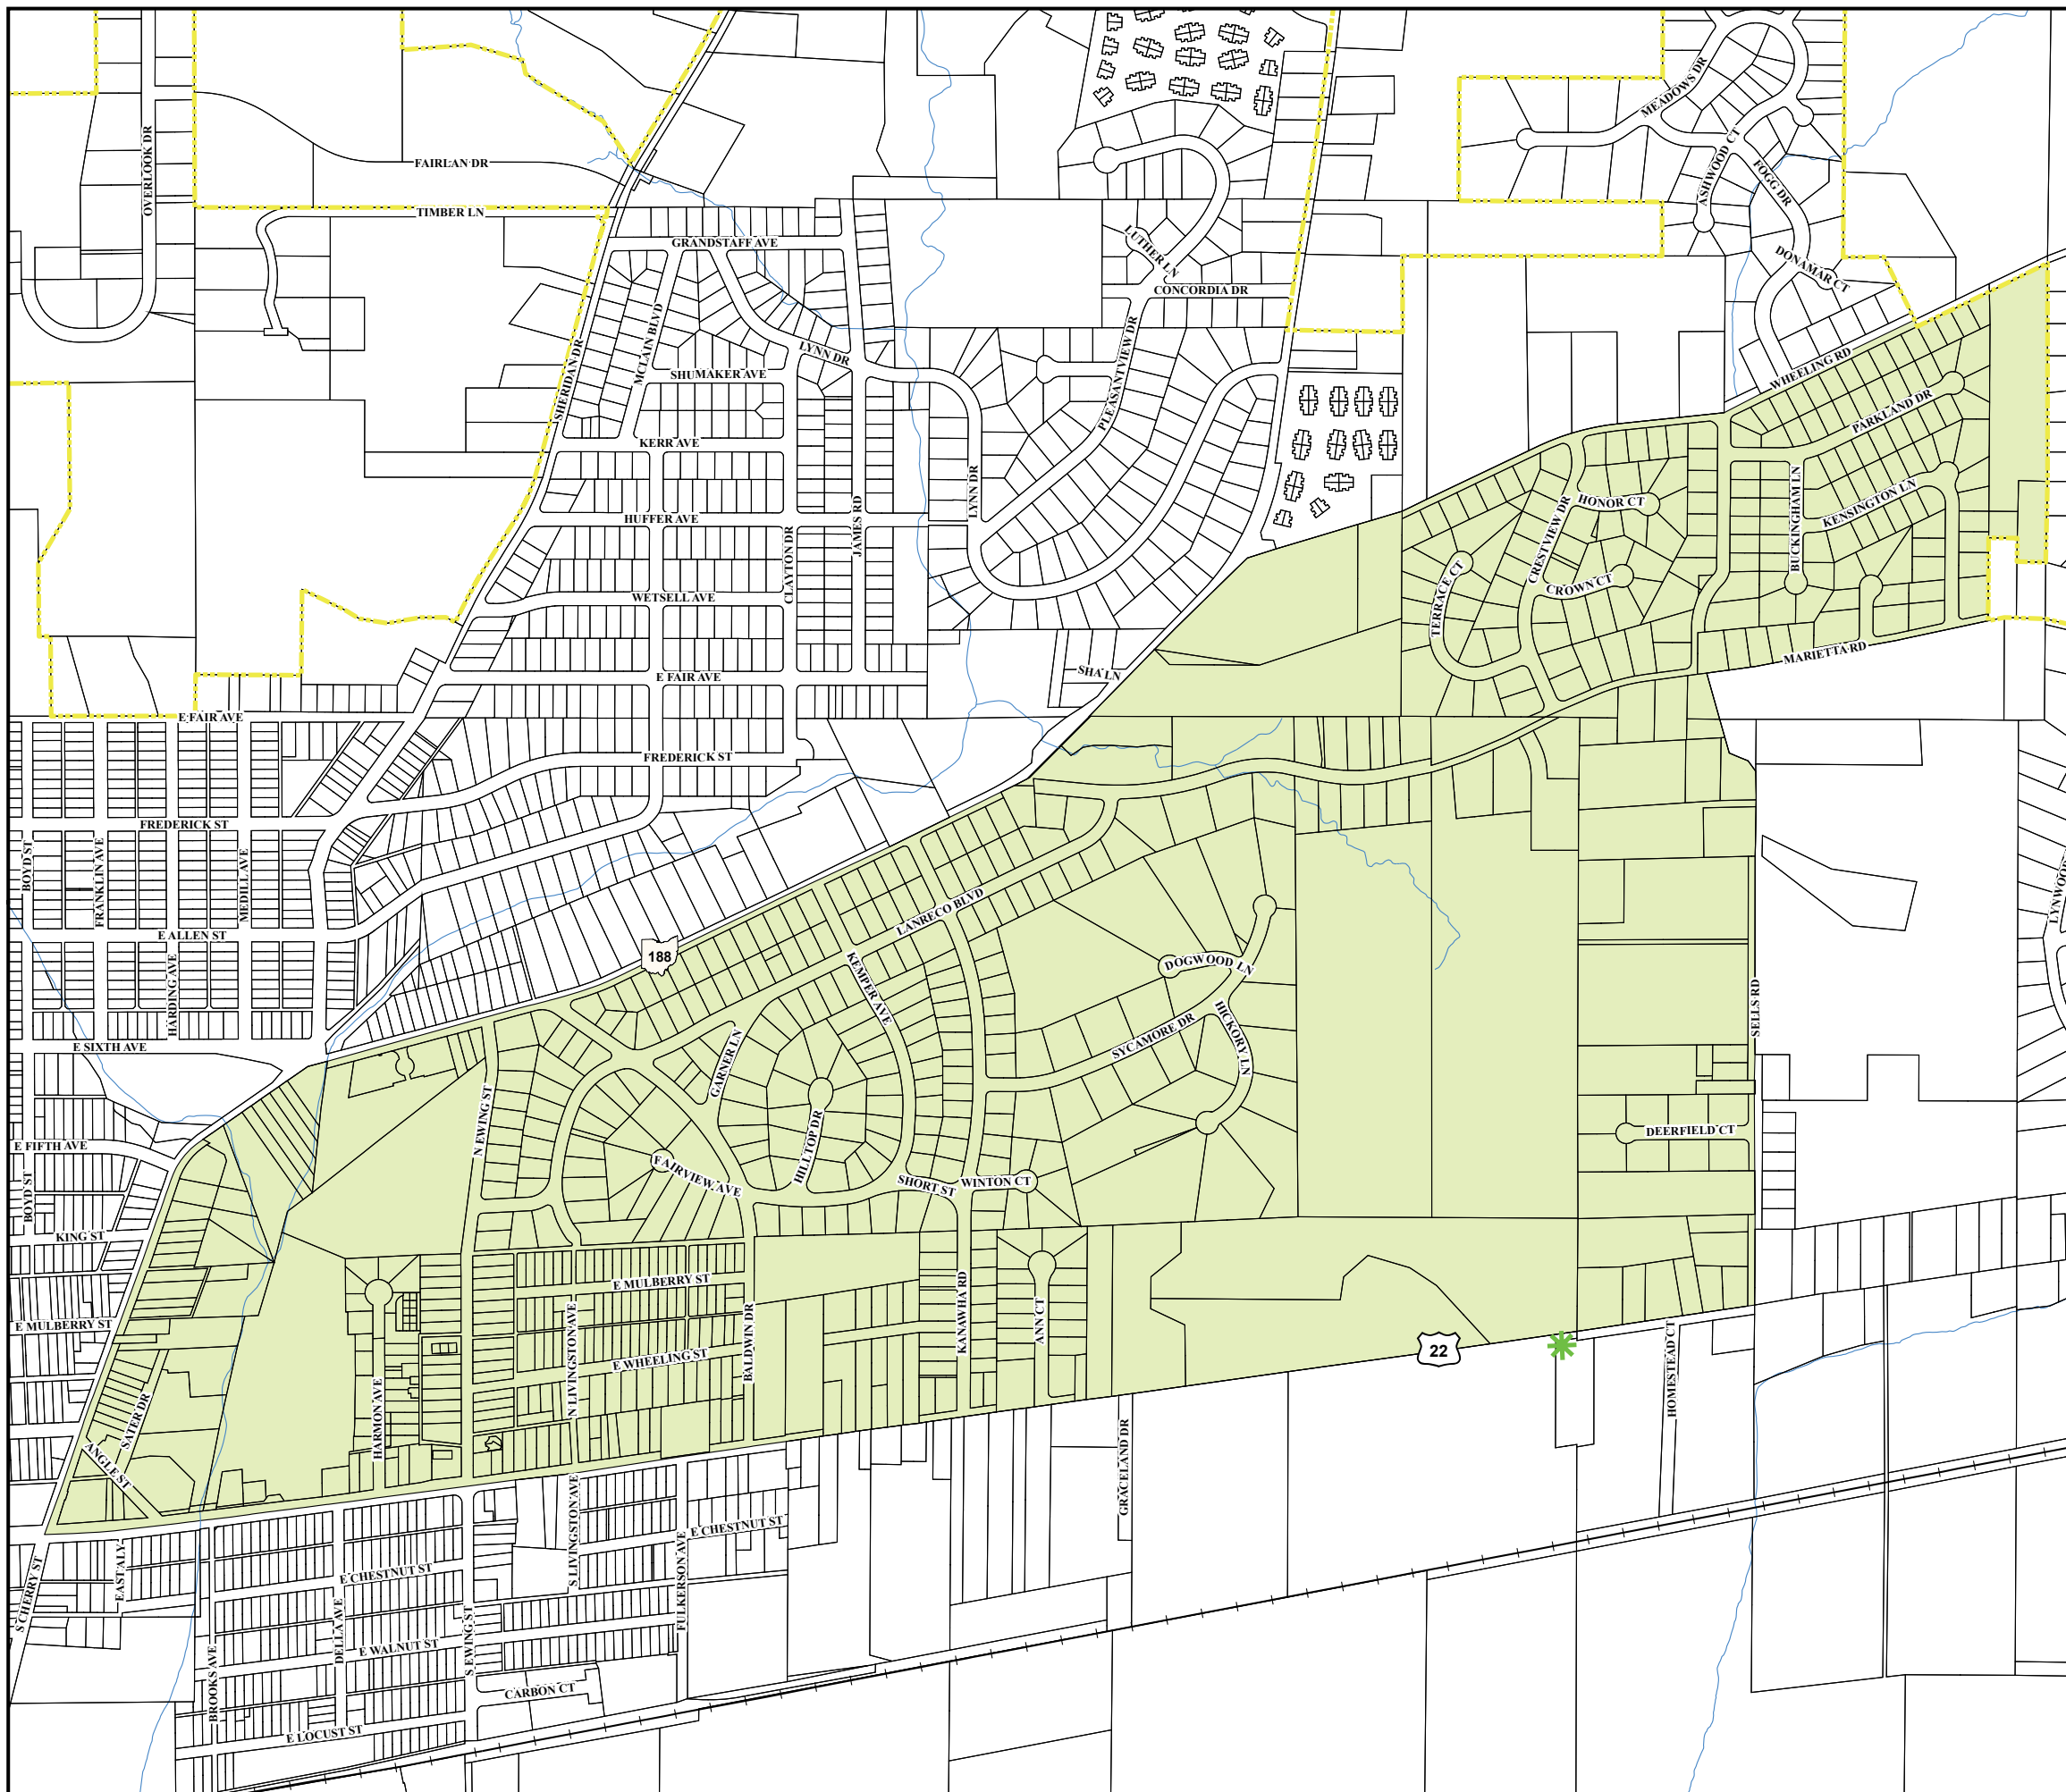 OVERLOOK DR
FAIRLAN DR
TIMBER LN
GRANDSTAFF AVE
LUTHER LN
CONCORDIA DR
MEADOWS DR
ASHWOOD CT
FOGG DR
DONAMAR CT
WHEELING RD
SHERIDAN DR
MCLAIN BLVD
LYNN DR
SHUMAKER AVE
PLEASANTVIEW DR
KERR AVE
HUFFER AVE
LYNN DR
JAMES RD
CLAYTON DR
WETSELL AVE
E FAIR AVE
SHA LN
PARKLAND DR
BUCKINGHAM LN
KENSINGTON LN
HONOR CT
CRESTVIEW DR
CROWN CT
TERRACE CT
MARIETTA RD
E FAIR AVE
FREDERICK ST
FREDERICK ST
BOYD ST
FRANKLIN AVE
MEDILL AVE
E ALLEN ST
HARDING AVE
E SIXTH AVE
188
LANRECO BLVD
KEMPER AVE
DOGWOOD LN
SYCAMORE DR
HICKORY LN
SELLS RD
LYNWOOD
GARNER LN
N EWING ST
HILLTOP DR
FAIRVIEW AVE
SHORT ST
WINTON CT
DEERFIELD CT
E FIFTH AVE
BOYD ST
KING ST
E MULBERRY ST
E MULBERRY ST
N LIVINGSTON AVE
E WHEELING ST
BALDWIN DR
KANAWHA RD
ANN CT
22
HOMESTEAD CT
GRACELAND DR
SATER DR
ANGLE ST
HARMON AVE
S CHERRY ST
EAST ALY
E CHESTNUT ST
S LIVINGSTON AVE
E CHESTNUT ST
FULKERSON AVE
DELLA AVE
E WALNUT ST
S EWING ST
BROOKS AVE
CARBON CT
E LOCUST ST